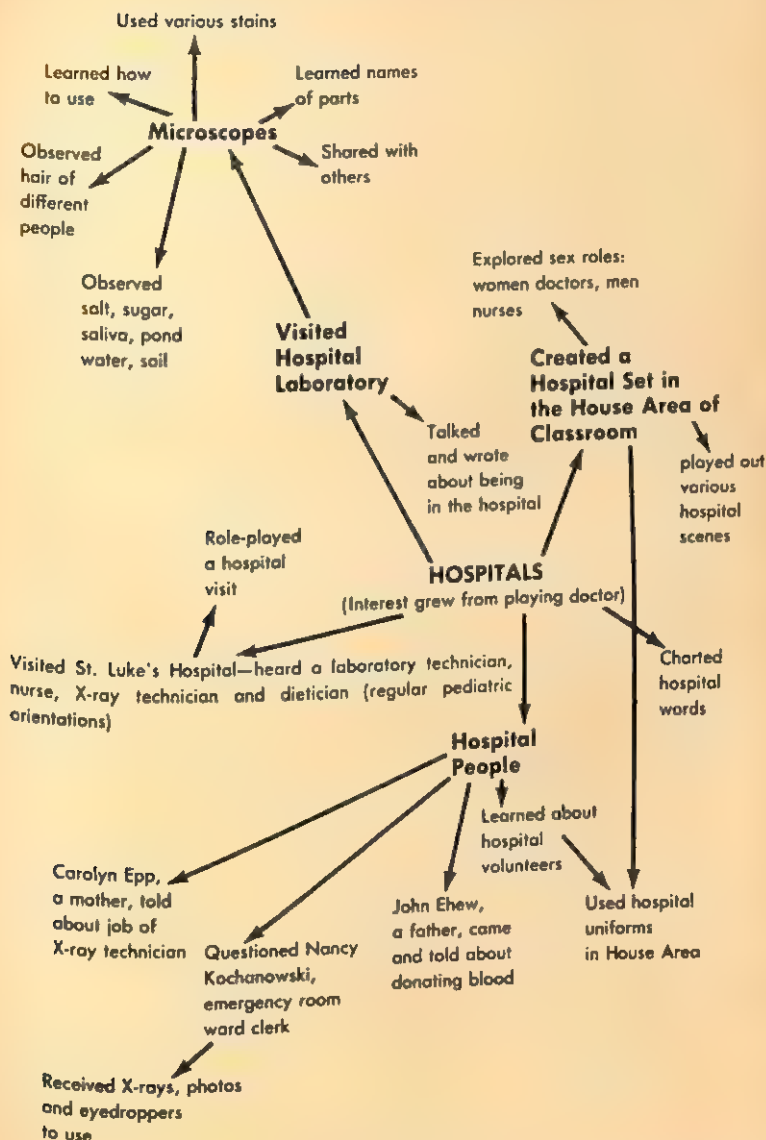 Used various stains
Learned how
to use
Learned names
of parts
Microscopes
Observed
hair of
different
people
Shared with
others
Observed
salt, sugar,
saliva, pond
water, soil
Explored sex roles:
women doctors, men
nurses
Visited
Hospital
Laboratory
Created a
Hospital Set in
the House Area of
Classroom
Talked
and wrote
about being
in the hospital
played out
various
hospital
scenes
Role-played
a hospital
visit
HOSPITALS
(Interest grew from playing doctor)
Visited St. Luke's Hospital—heard a laboratory technician,
nurse, X-ray technician and dietician (regular pediatric
orientations)
Charted
hospital
words
Hospital
People
Learned about
hospital
volunteers
Carolyn Epp,
a mother, told
about job of
X-ray technician
Questioned Nancy
Kochanowski,
emergency room
ward clerk
John Ehew,
a father, came
and told about
donating blood
Used hospital
uniforms
in House Area
Received X-rays, photos
and eyedroppers
to use